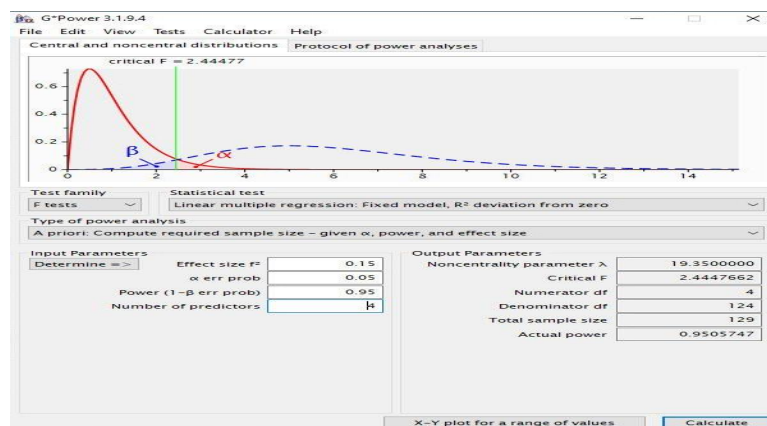 G*Power 3.1.9.4
File Edit View Tests Calculator Help
Central and noncentral distributions Protocol of power analyses
critical F = 2.44477
0.6
0.4
0.2
0
β α
0 2 4 6 8 10 12 14
Test family Statistical test
F tests Linear multiple regression: Fixed model, R² deviation from zero
Type of power analysis
A priori: Compute required sample size – given α, power, and effect size
Input Parameters Output Parameters
Determine => Effect size f² 0.15 Noncentrality parameter λ 19.3500000
α err prob 0.05 Critical F 2.4447662
Power (1-β err prob) 0.95 Numerator df 4
Number of predictors 4 Denominator df 124
Total sample size 129
Actual power 0.9505747
X-Y plot for a range of values Calculate